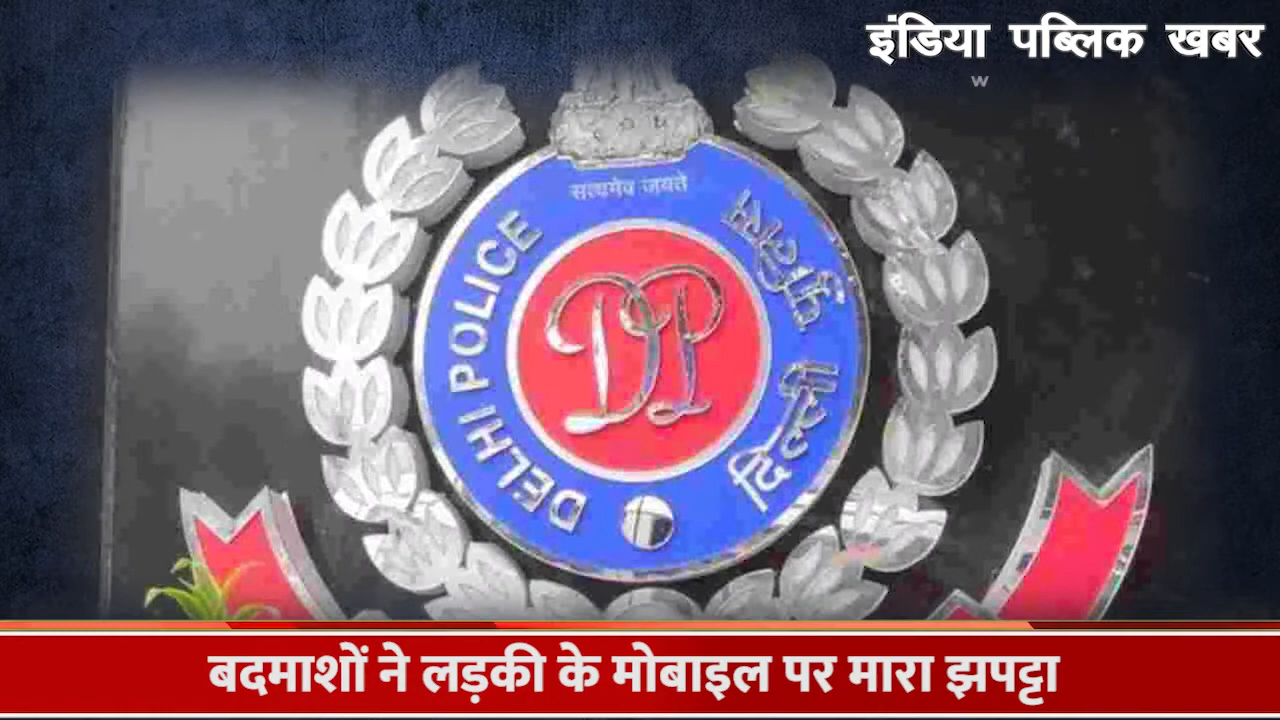 इंडिया पब्लिक खबर
W
सत्यमेव जयते
DELHI POLICE
दिल्ली पुलिस
DP
बदमाशों ने लड़की के मोबाइल पर मारा झपट्टा